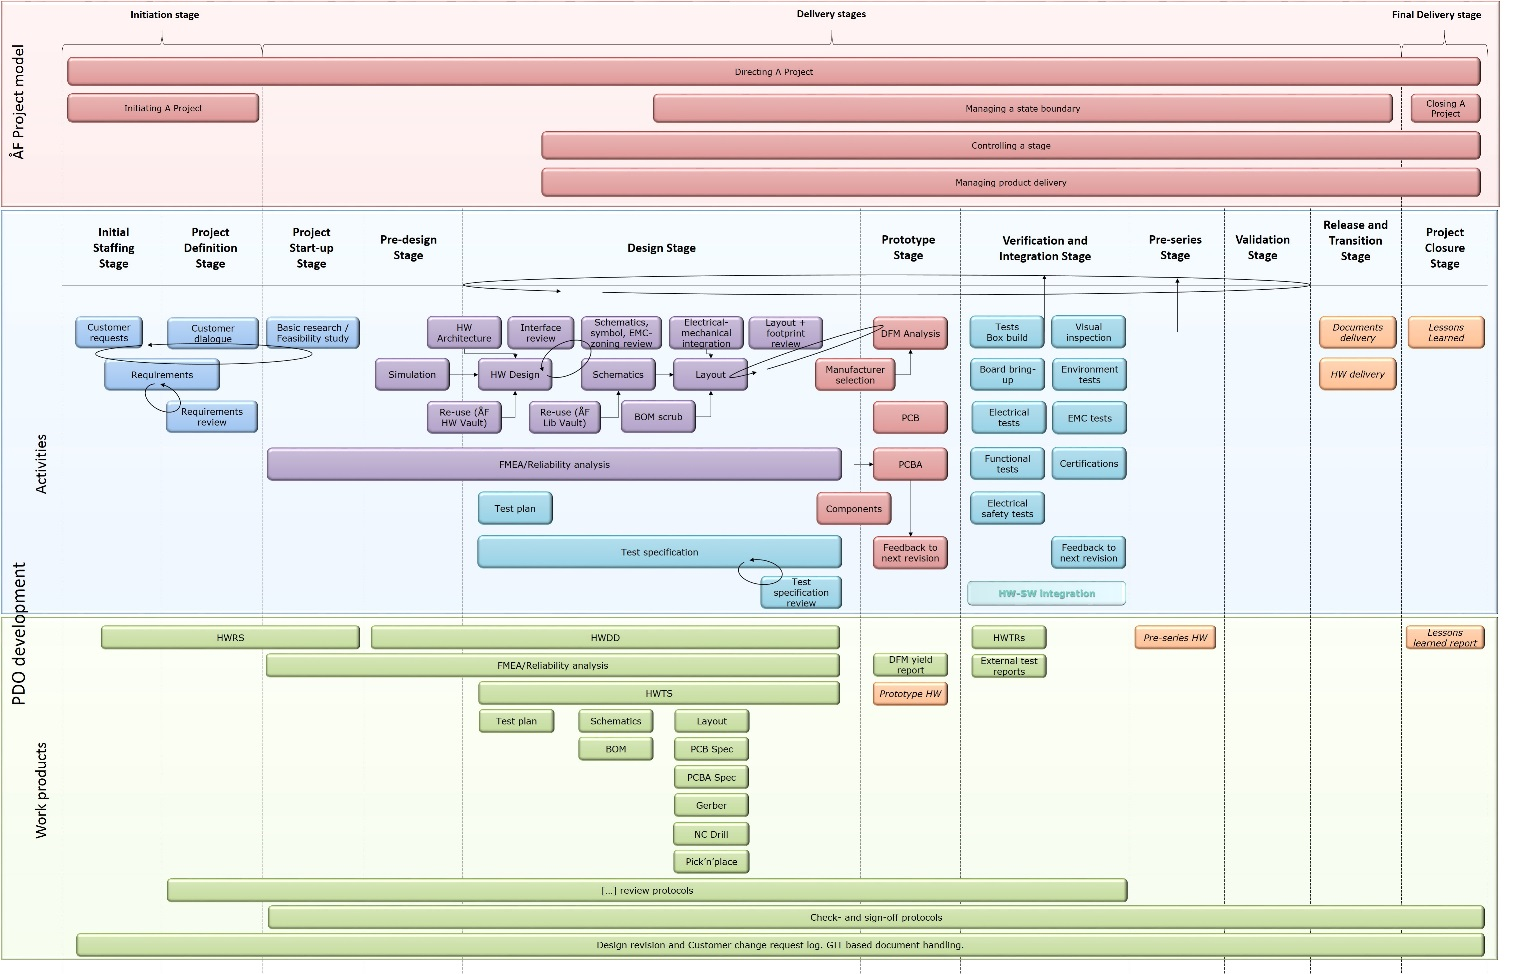 Initiation stage
Delivery stages
Final Delivery stage
ÅF Project model
Directing A Project
Initiating A Project
Managing a state boundary
Closing A
Project
Controlling a stage
Managing product delivery
PDO development
Activities
Initial
Staffing
Stage
Project
Definition
Stage
Project
Start-up
Stage
Pre-design
Stage
Design Stage
Prototype
Stage
Verification and
Integration Stage
Pre-series
Stage
Validation
Stage
Release and
Transition
Stage
Project
Closure
Stage
Customer
requests
Customer
dialogue
Basic research /
Feasibility study
HW
Architecture
Interface
review
Schematics,
symbol, EMC-
zoning review
Electrical-
mechanical
integration
Layout +
footprint
review
DFM Analysis
Tests
Box build
Visual
inspection
Documents
delivery
Lessons
Learned
Requirements
Simulation
HW Design
Schematics
Layout
Manufacturer
selection
Board bring-
up
Environment
tests
HW delivery
Requirements
review
Re-use (ÅF
HW Vault)
Re-use (ÅF
Lib Vault)
BOM scrub
PCB
Electrical
tests
EMC tests
FMEA/Reliability analysis
PCBA
Functional
tests
Certifications
Test plan
Components
Electrical
safety tests
Test specification
Feedback to
next revision
Feedback to
next revision
Test
specification
review
HW-SW integration
Work products
HWRS
HWDD
HWTRs
Pre-series HW
Lessons
learned report
FMEA/Reliability analysis
DFM yield
report
External test
reports
HWTS
Prototype HW
Test plan
Schematics
Layout
BOM
PCB Spec
PCBA Spec
Gerber
NC Drill
Pick'n'place
[...] review protocols
Check- and sign-off protocols
Design revision and Customer change request log. GIT based document handling.